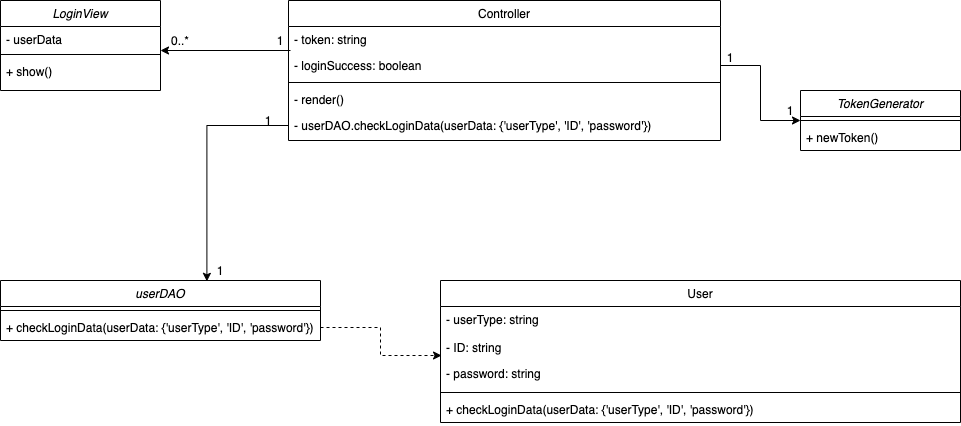 LoginView
- userData
+ show()
0..*
1
Controller
- token: string
- loginSuccess: boolean
- render()
- userDAO.checkLoginData(userData: {'userType', 'ID', 'password'})
1
1
TokenGenerator
+ newToken()
1
1
userDAO
+ checkLoginData(userData: {'userType', 'ID', 'password'})
User
- userType: string
- ID: string
- password: string
+ checkLoginData(userData: {'userType', 'ID', 'password'})